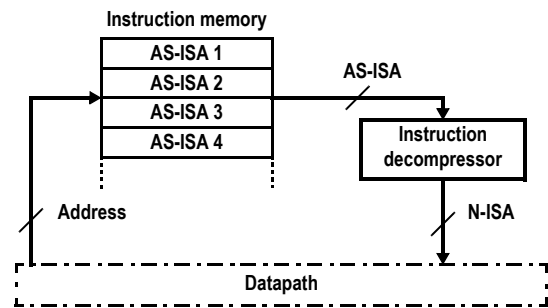 Instruction memory
AS-ISA 1
AS-ISA 2
AS-ISA 3
AS-ISA 4
AS-ISA
Instruction
decompressor
Address
N-ISA
Datapath